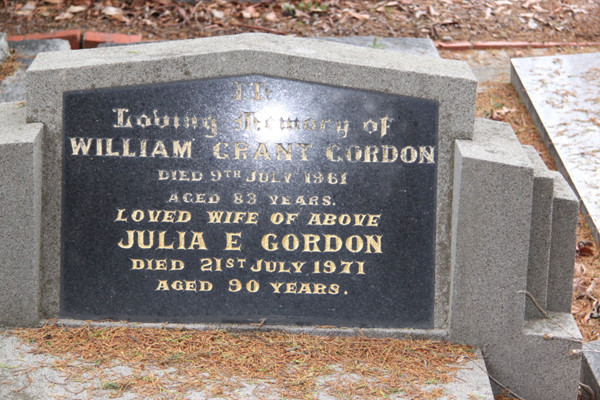 In
Loving Memory of
WILLIAM GRANT GORDON
DIED 9TH JULY 1961
AGED 83 YEARS.
LOVED WIFE OF ABOVE
JULIA E GORDON
DIED 21ST JULY 1971
AGED 90 YEARS.